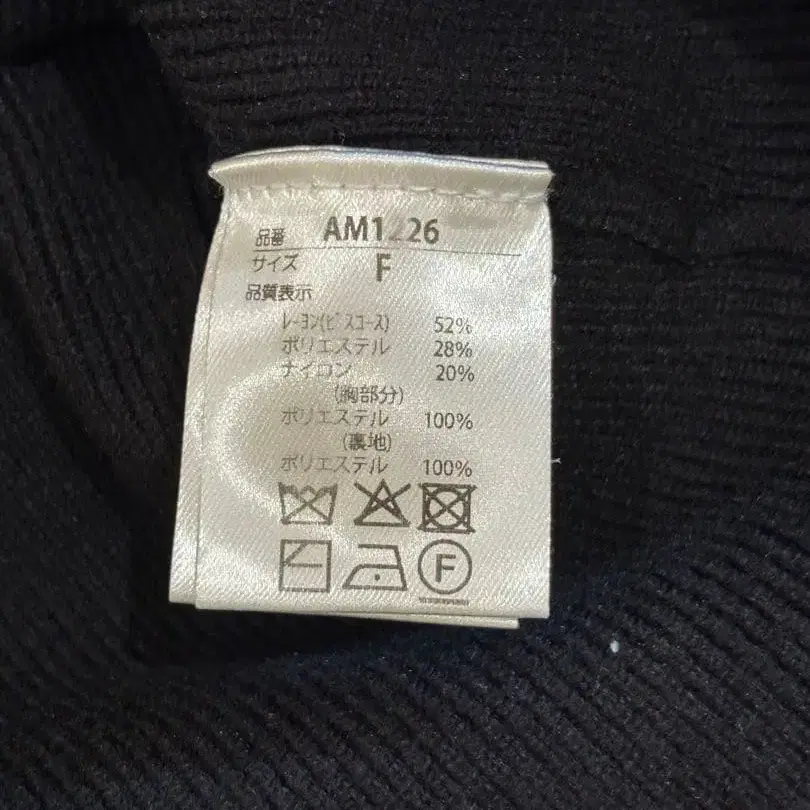 品番 AM1226
サイズ F
品質表示
レーヨン(ビスコース) 52%
ポリエステル 28%
ナイロン 20%
(胸部分)
ポリエステル 100%
(裏地)
ポリエステル 100%
F